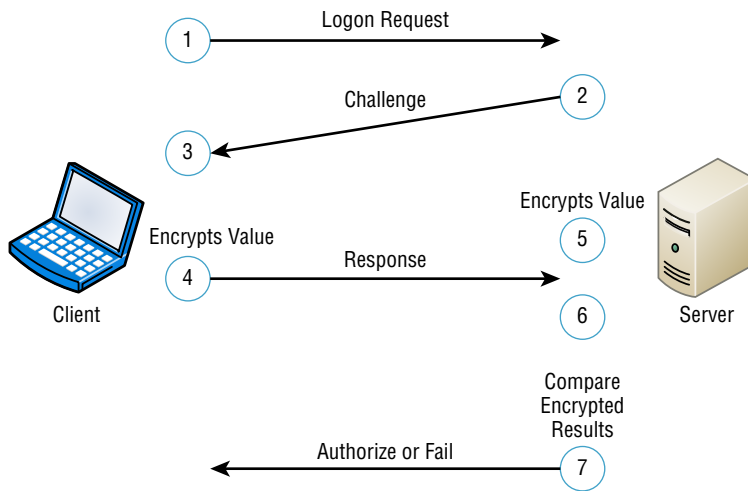 Logon Request
1
Challenge
2
3
Encrypts Value
5
Encrypts Value
4
Response
6
Client
Server
Compare
Encrypted
Results
Authorize or Fail
7